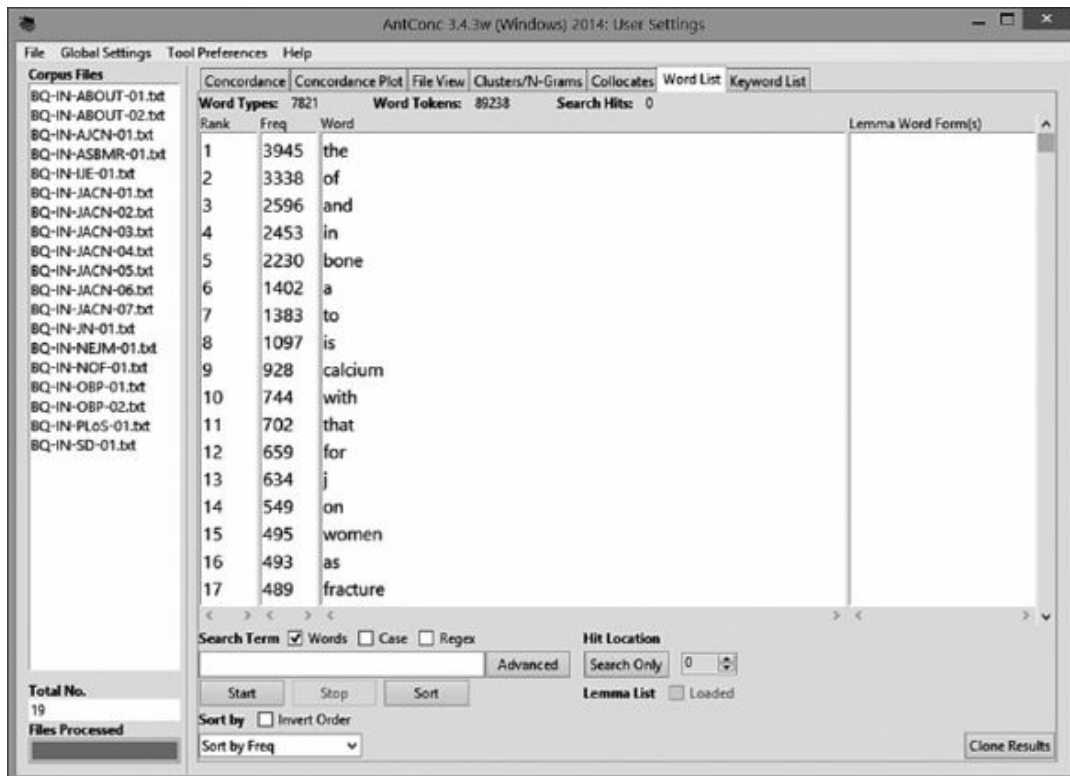 AntConc 3.4.3w (Windows) 2014: User Settings
File Global Settings Tool Preferences Help
Corpus Files
BQ-IN-ABOUT-01.txt
BQ-IN-ABOUT-02.txt
BQ-IN-AJCN-01.txt
BQ-IN-ASBMR-01.txt
BQ-IN-IJE-01.txt
BQ-IN-JACN-01.txt
BQ-IN-JACN-02.txt
BQ-IN-JACN-03.txt
BQ-IN-JACN-04.txt
BQ-IN-JACN-05.txt
BQ-IN-JACN-06.txt
BQ-IN-JACN-07.txt
BQ-IN-JN-01.txt
BQ-IN-NEJM-01.txt
BQ-IN-NOF-01.txt
BQ-IN-OBP-01.txt
BQ-IN-OBP-02.txt
BQ-IN-PLoS-01.txt
BQ-IN-SD-01.txt
Total No.
19
Files Processed
Concordance Concordance Plot File View Clusters/N-Grams Collocates Word List Keyword List
Word Types: 7821 Word Tokens: 89238 Search Hits: 0
Rank Freq Word Lemma Word Form(s)
1 3945 the
2 3338 of
3 2596 and
4 2453 in
5 2230 bone
6 1402 a
7 1383 to
8 1097 is
9 928 calcium
10 744 with
11 702 that
12 659 for
13 634 j
14 549 on
15 495 women
16 493 as
17 489 fracture
Search Term Words Case Regex Hit Location
Advanced Search Only 0
Start Stop Sort Lemma List Loaded
Sort by Invert Order
Sort by Freq Clone Results